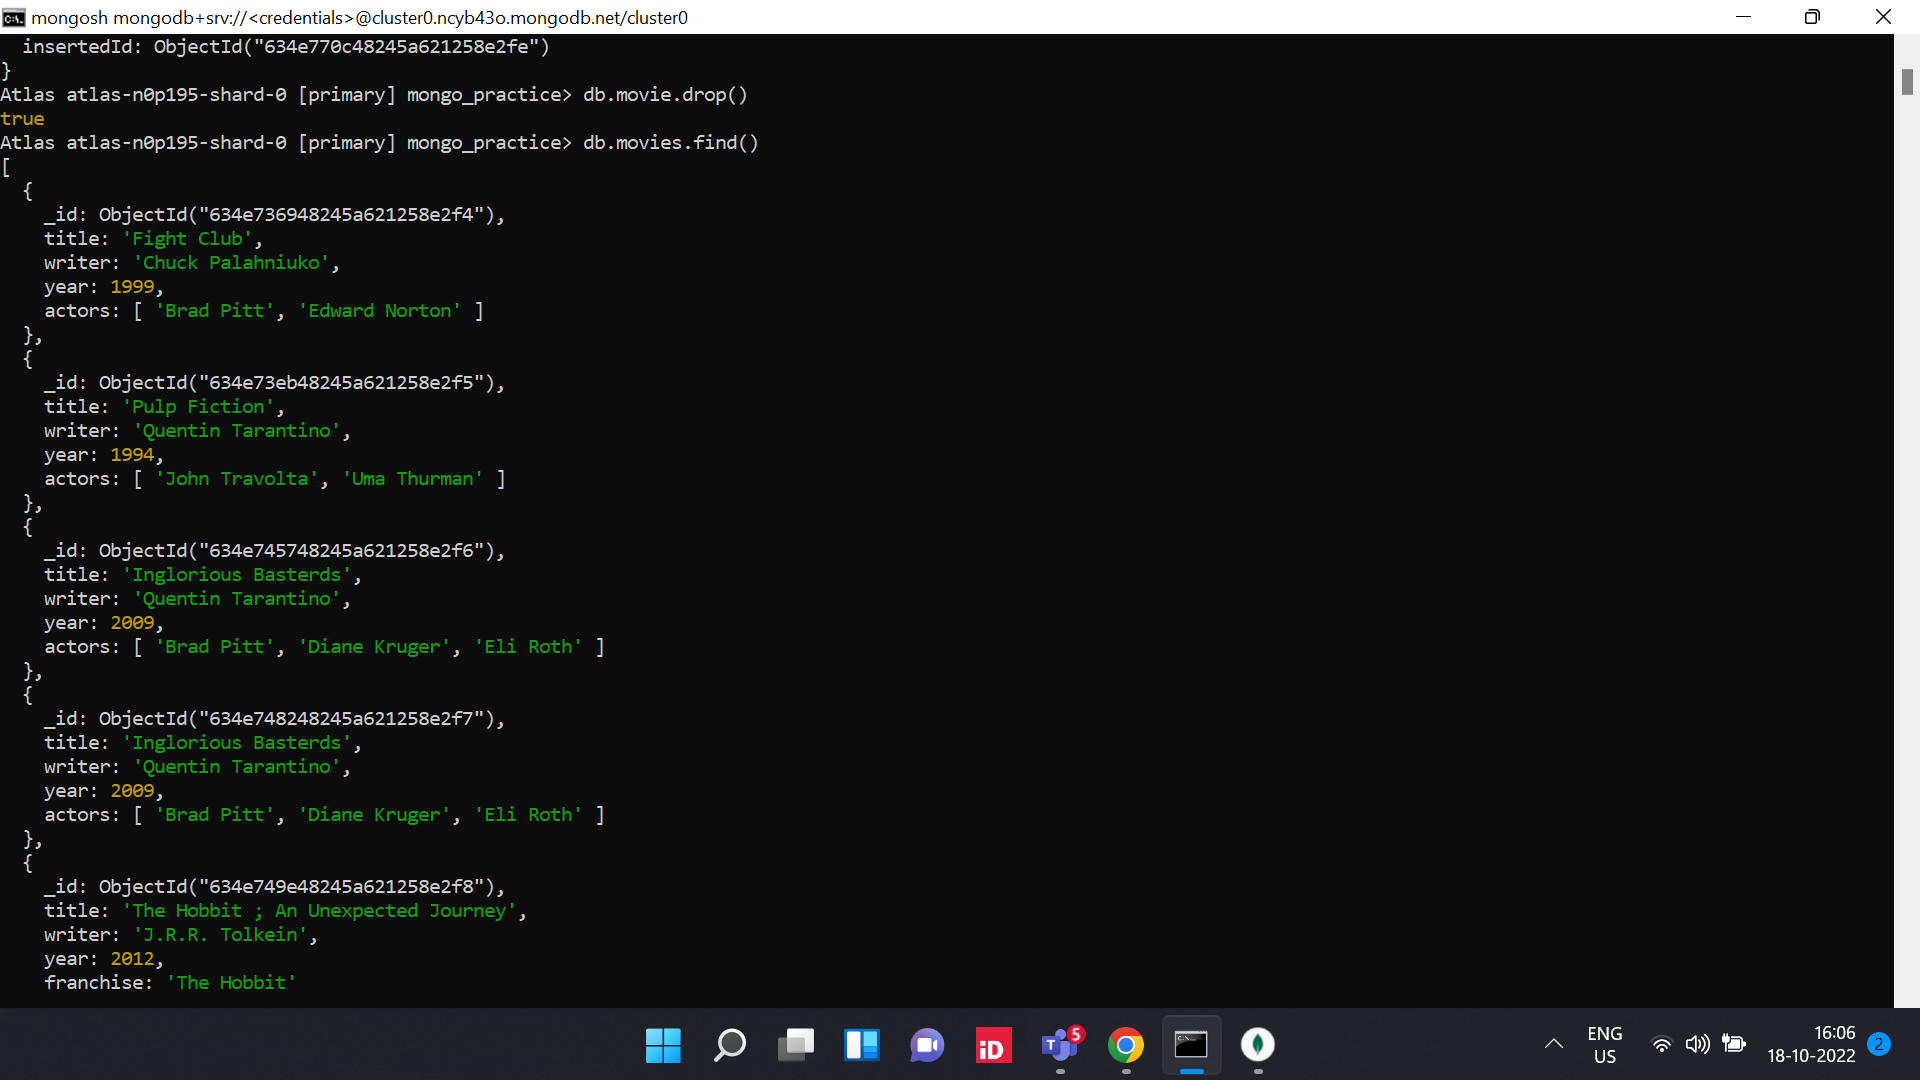 mongosh mongodb+srv://<credentials>@cluster0.ncyb43o.mongodb.net/cluster0
  insertedId: ObjectId("634e770c48245a621258e2fe")
}
Atlas atlas-n0p195-shard-0 [primary] mongo_practice> db.movie.drop()
true
Atlas atlas-n0p195-shard-0 [primary] mongo_practice> db.movies.find()
[
  {
    _id: ObjectId("634e736948245a621258e2f4"),
    title: 'Fight Club',
    writer: 'Chuck Palahniuko',
    year: 1999,
    actors: [ 'Brad Pitt', 'Edward Norton' ]
  },
  {
    _id: ObjectId("634e73eb48245a621258e2f5"),
    title: 'Pulp Fiction',
    writer: 'Quentin Tarantino',
    year: 1994,
    actors: [ 'John Travolta', 'Uma Thurman' ]
  },
  {
    _id: ObjectId("634e745748245a621258e2f6"),
    title: 'Inglorious Basterds',
    writer: 'Quentin Tarantino',
    year: 2009,
    actors: [ 'Brad Pitt', 'Diane Kruger', 'Eli Roth' ]
  },
  {
    _id: ObjectId("634e748248245a621258e2f7"),
    title: 'Inglorious Basterds',
    writer: 'Quentin Tarantino',
    year: 2009,
    actors: [ 'Brad Pitt', 'Diane Kruger', 'Eli Roth' ]
  },
  {
    _id: ObjectId("634e749e48245a621258e2f8"),
    title: 'The Hobbit ; An Unexpected Journey',
    writer: 'J.R.R. Tolkein',
    year: 2012,
    franchise: 'The Hobbit'
iD
T
5
ENG
US
16:06
18-10-2022
2